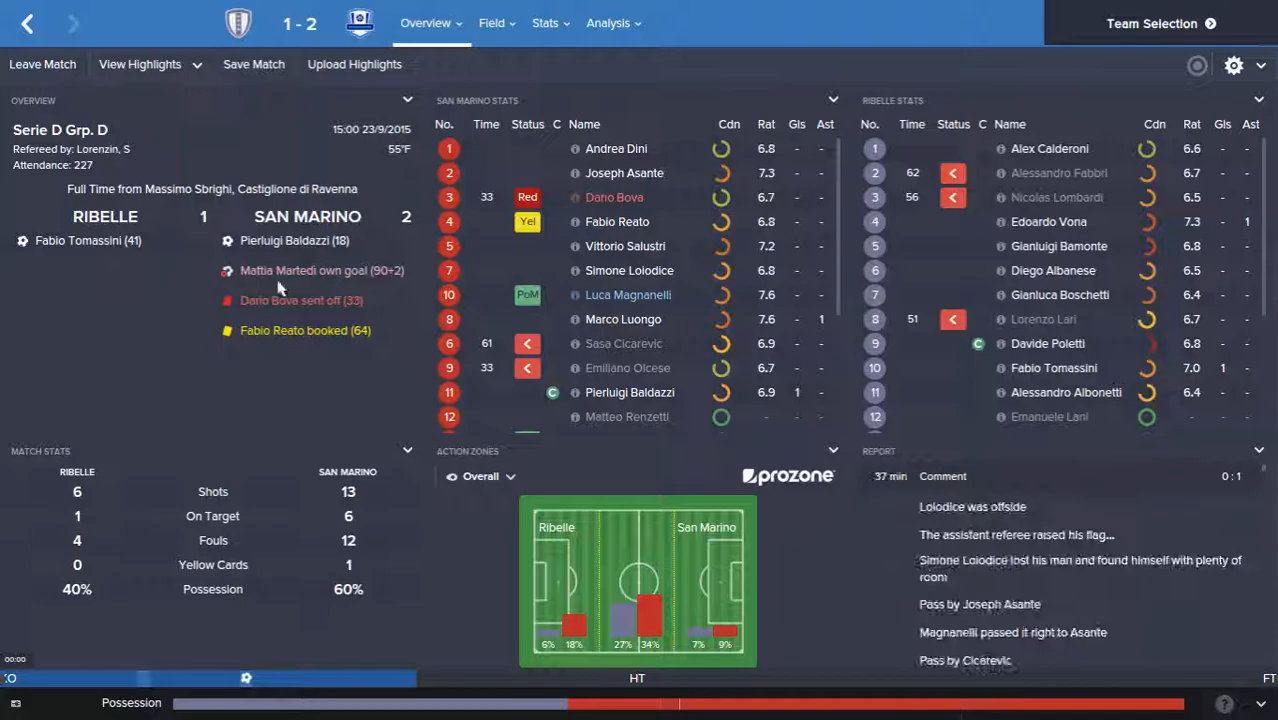 1 - 2
Overview
Field
Stats
Analysis
Team Selection
Leave Match
View Highlights
Save Match
Upload Highlights
OVERVIEW
Serie D Grp. D
15:00 23/9/2015
Refereed by: Lorenzin, S
55°F
Attendance: 227
Full Time from Massimo Sbrighi, Castiglione di Ravenna
RIBELLE 1 SAN MARINO 2
Fabio Tomassini (41)
Pierluigi Baldazzi (18)
Mattia Martedì own goal (90+2)
Dario Bova sent off (33)
Fabio Reato booked (64)
SAN MARINO STATS
No. Time Status C Name Cdn Rat Gls Ast
1 Andrea Dini 6.8 - -
2 Joseph Asante 7.3 - -
3 33 Red Dario Bova 6.7 - -
4 Yel Fabio Reato 6.8 - -
5 Vittorio Salustri 7.2 - -
7 Simone Loiodice 6.8 - -
10 PoM Luca Magnanelli 7.6 - -
8 Marco Luongo 7.6 - 1
6 61 Sasa Cicarevic 6.9 - -
9 33 Emiliano Olcese 6.7 - -
11 C Pierluigi Baldazzi 6.9 1 -
12 Matteo Renzetti - - -
RIBELLE STATS
No. Time Status C Name Cdn Rat Gls Ast
1 Alex Calderoni 6.6 - -
2 62 Alessandro Fabbri 6.7 - -
3 56 Nicolas Lombardi 6.5 - -
4 Edoardo Vona 7.3 - 1
5 Gianluigi Bamonte 6.8 - -
6 Diego Albanese 6.5 - -
7 Gianluca Boschetti 6.4 - -
8 51 Lorenzo Lari 6.7 - -
9 C Davide Poletti 6.8 - -
10 Fabio Tomassini 7.0 1 -
11 Alessandro Albonetti 6.4 - -
12 Emanuele Lani - - -
MATCH STATS
RIBELLE SAN MARINO
6 Shots 13
1 On Target 6
4 Fouls 12
0 Yellow Cards 1
40% Possession 60%
ACTION ZONES
Overall
prozone
Ribelle
San Marino
6% 18% 27% 34% 7% 9%
REPORT
37 min Comment 0 : 1
Loiodice was offside
The assistant referee raised his flag...
Simone Loiodice lost his man and found himself with plenty of
room
Pass by Joseph Asante
Magnanelli passed it right to Asante
Pass by Cicarevic
00:00
HT
FT
Possession